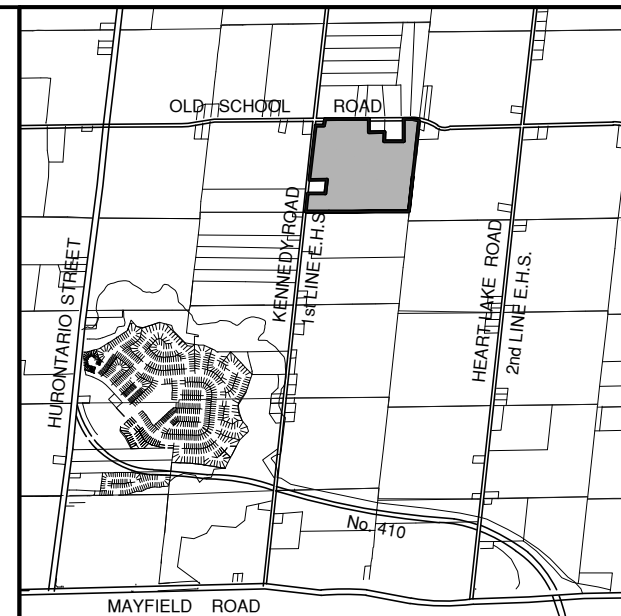 OLD SCHOOL ROAD
HURONTARIO STREET
KENNEDY ROAD
1st LINE E.H.S.
HEART LAKE ROAD
2nd LINE E.H.S.
No. 410
MAYFIELD ROAD